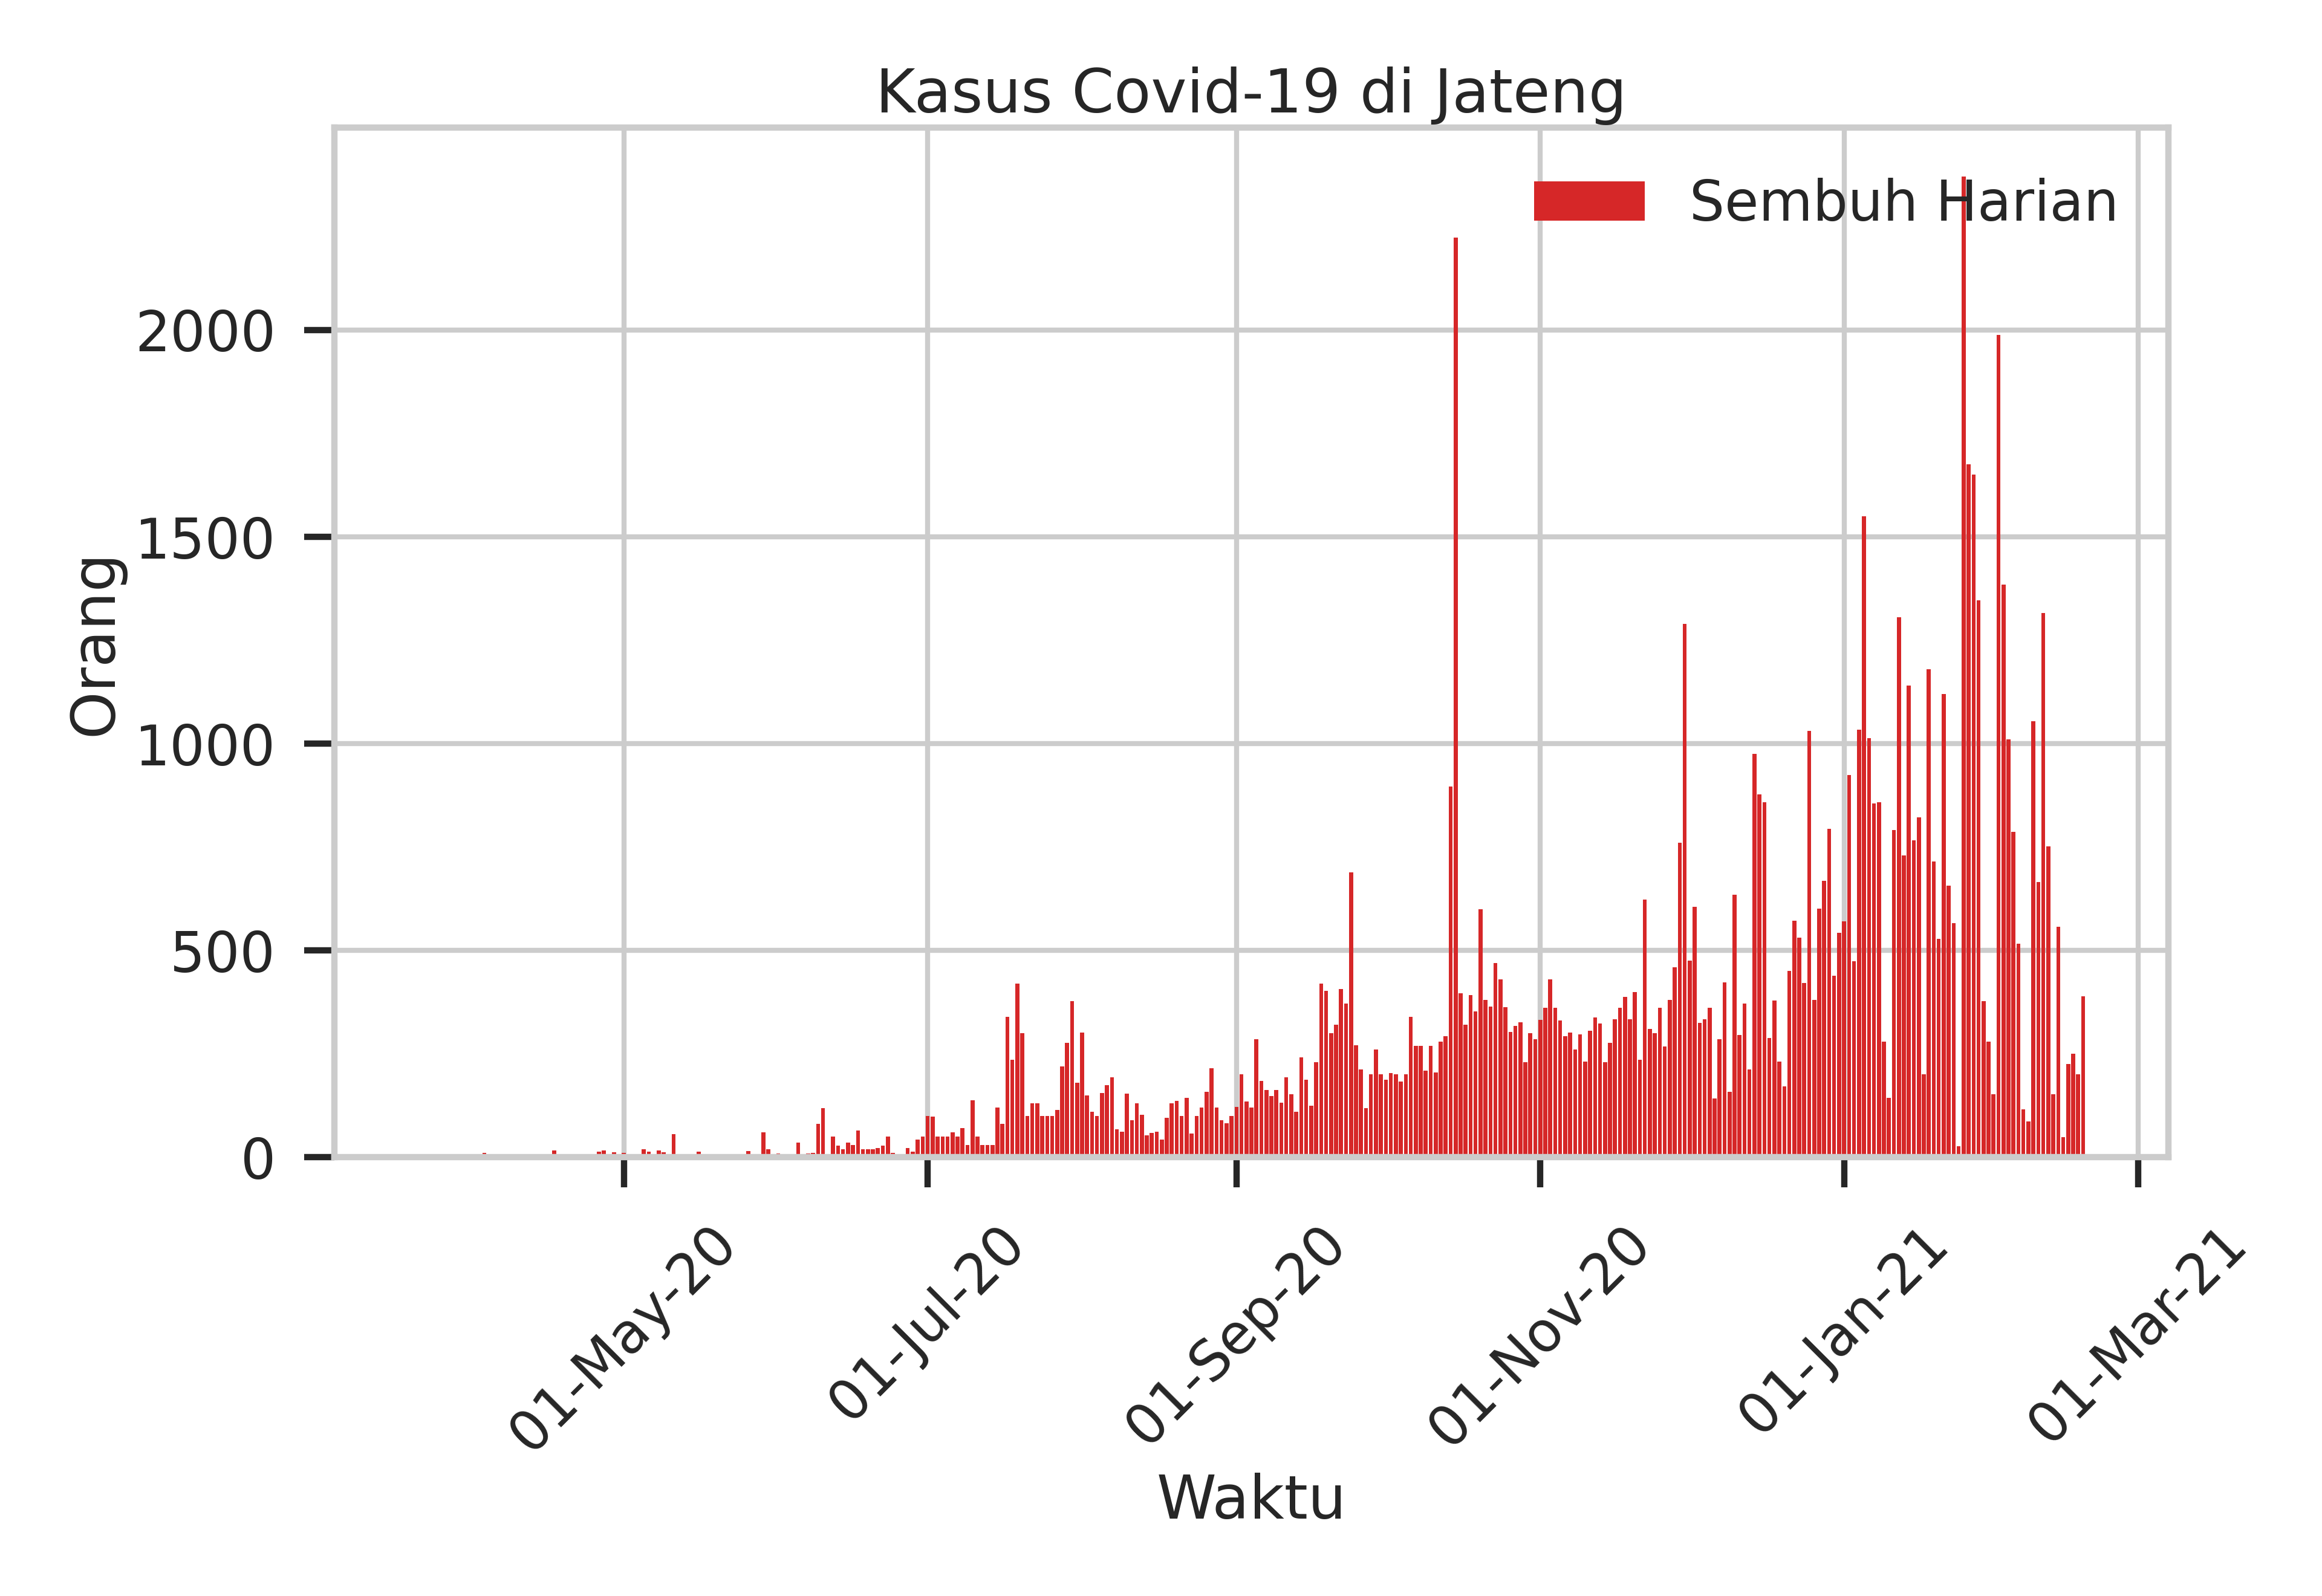 Kasus Covid-19 di Jateng
Sembuh Harian
Orang
2000
1500
1000
500
0
01-May-20
01-Jul-20
01-Sep-20
01-Nov-20
01-Jan-21
01-Mar-21
Waktu